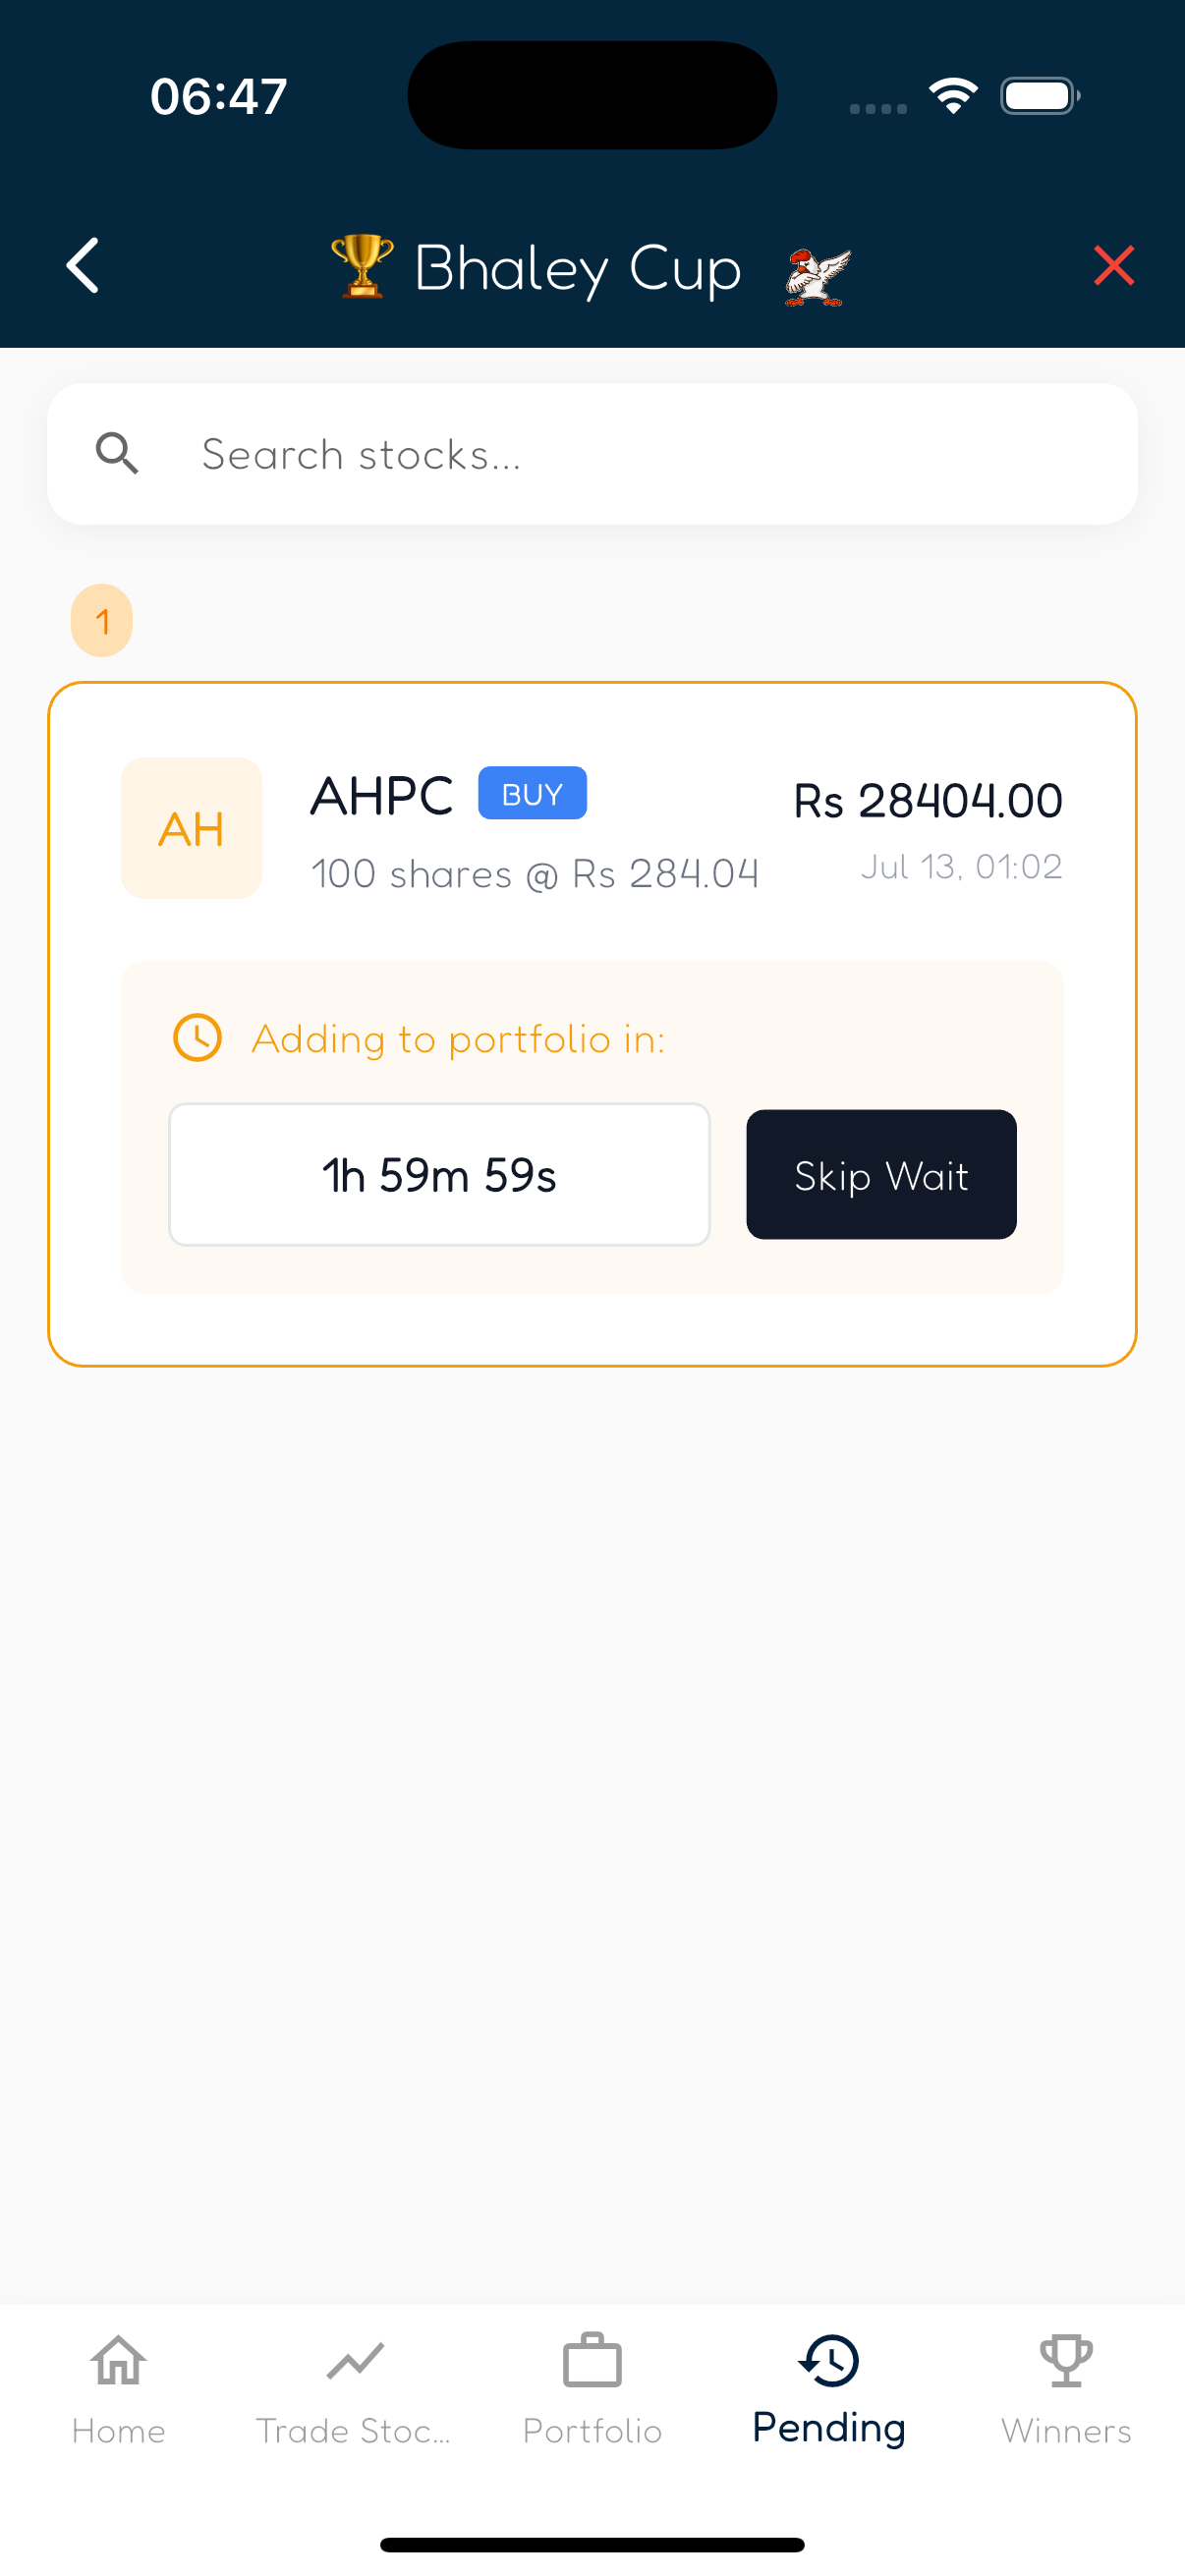 06:47
🏆 Bhaley Cup
Search stocks...
1
AH
AHPC BUY
Rs 28404.00
100 shares @ Rs 284.04
Jul 13, 01:02
Adding to portfolio in:
1h 59m 59s
Skip Wait
Home
Trade Stoc...
Portfolio
Pending
Winners